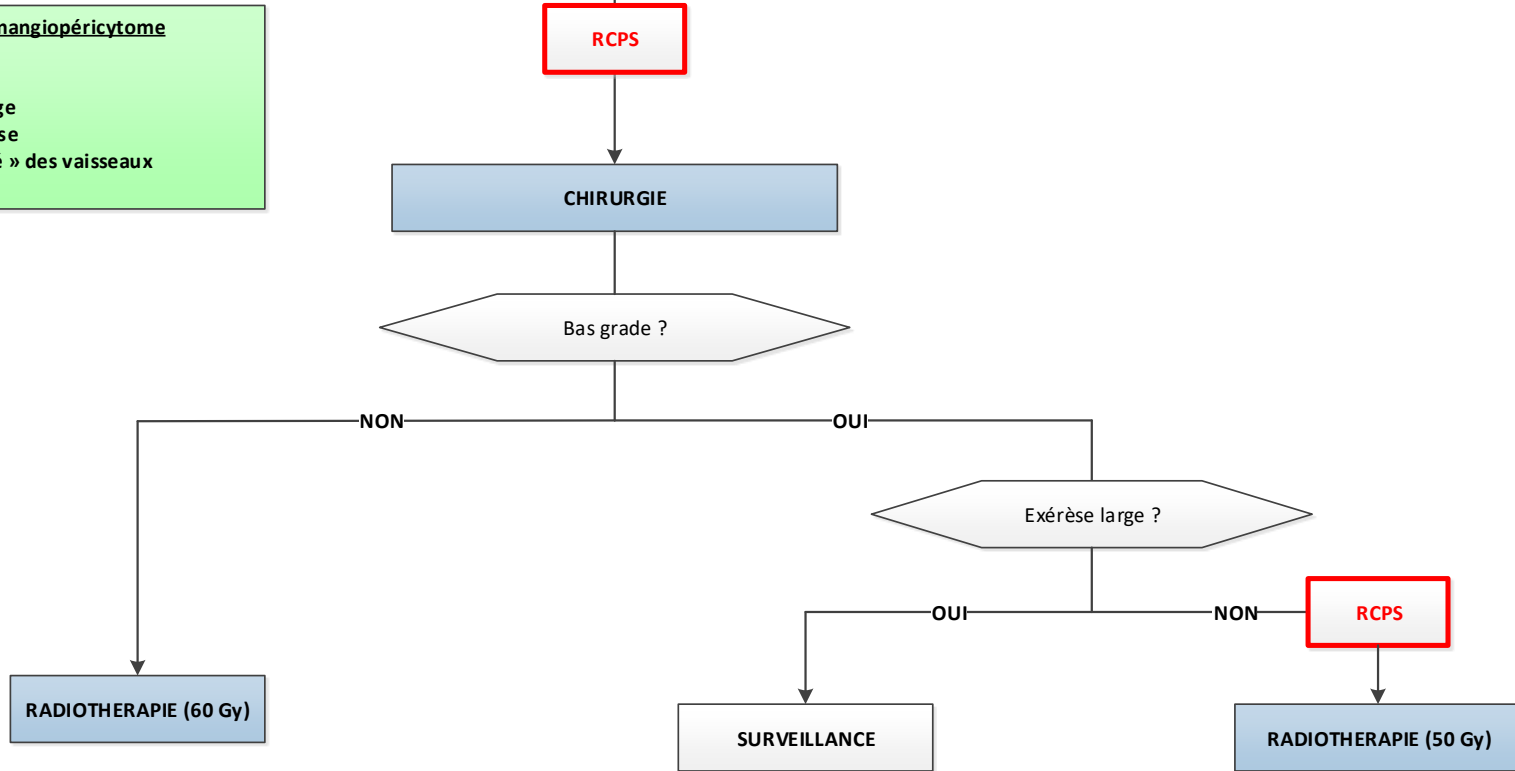 mangiopéricytome
RCPS
ge
se
é » des vaisseaux
CHIRURGIE
Bas grade ?
NON
OUI
Exérèse large ?
OUI
NON
RCPS
RADIOTHERAPIE (60 Gy)
SURVEILLANCE
RADIOTHERAPIE (50 Gy)